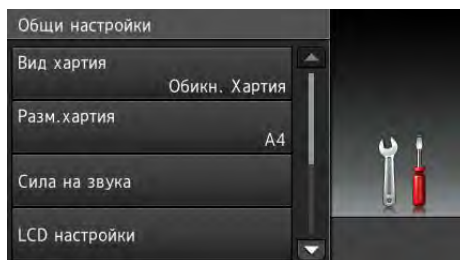 Общи настройки
Вид хартия
Обикн. Хартия
Разм.хартия
A4
Сила на звука
LCD настройки